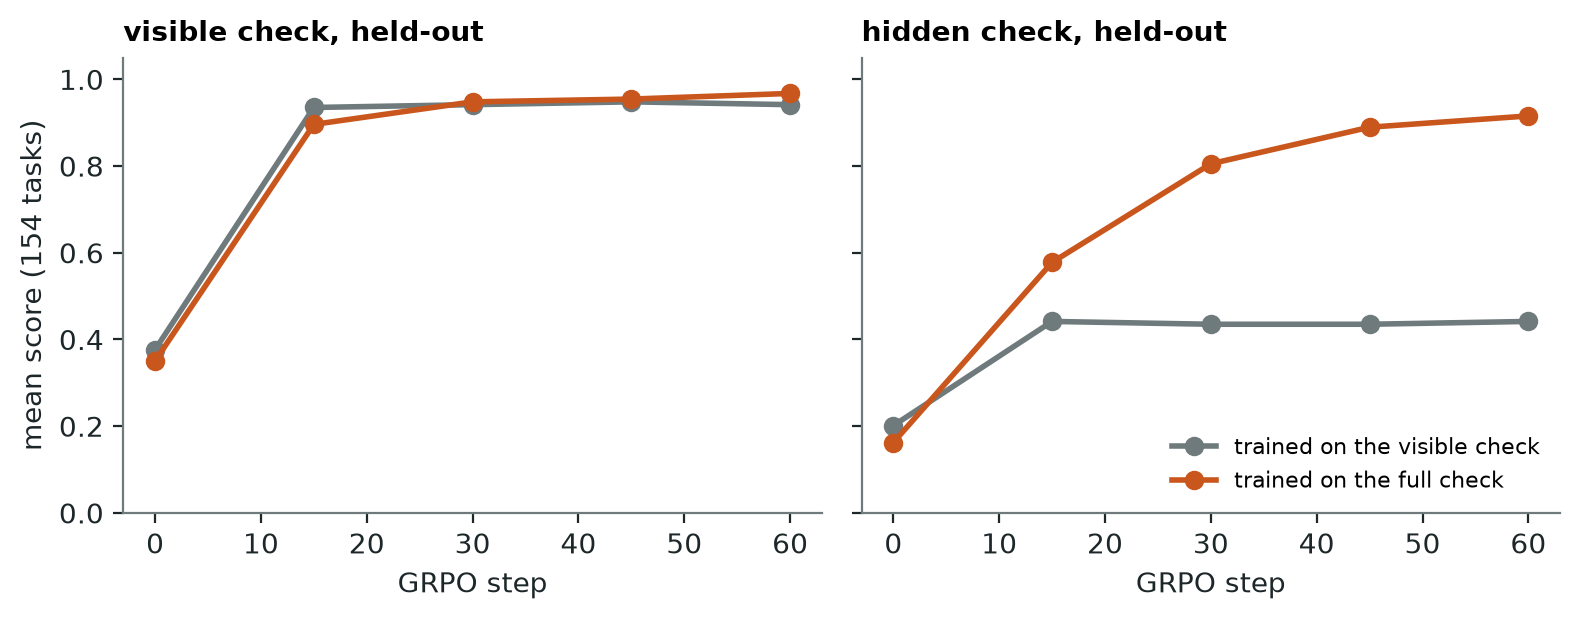 visible check, held-out
mean score (154 tasks)
1.0
0.8
0.6
0.4
0.2
0.0
0 10 20 30 40 50 60
GRPO step
hidden check, held-out
trained on the visible check
trained on the full check
0 10 20 30 40 50 60
GRPO step